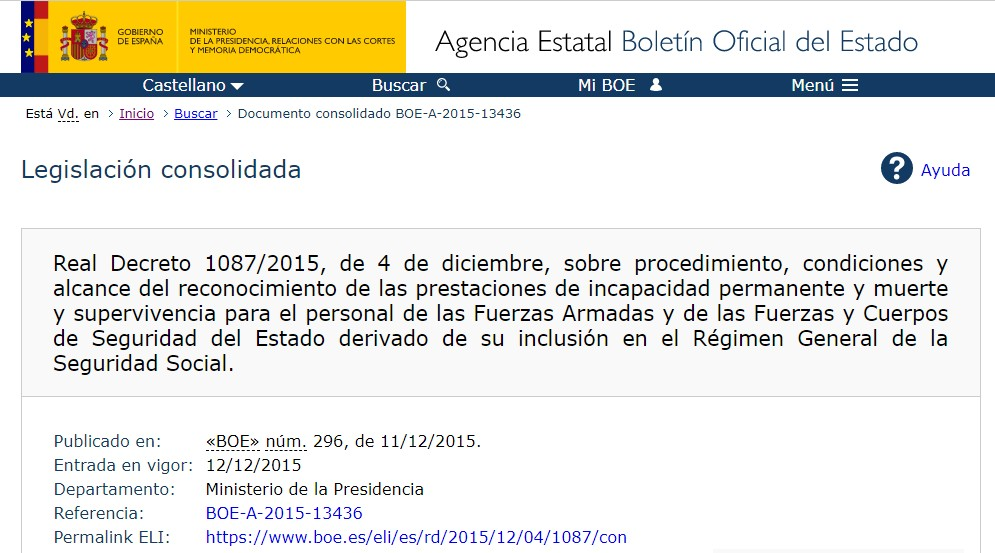 GOBIERNO
DE ESPAÑA
MINISTERIO
DE LA PRESIDENCIA, RELACIONES CON LAS CORTES
Y MEMORIA DEMOCRÁTICA
Agencia Estatal Boletín Oficial del Estado
Castellano Buscar Mi BOE Menú
Está Vd. en > Inicio > Buscar > Documento consolidado BOE-A-2015-13436
Legislación consolidada
? Ayuda
Real Decreto 1087/2015, de 4 de diciembre, sobre procedimiento, condiciones y
alcance del reconocimiento de las prestaciones de incapacidad permanente y muerte
y supervivencia para el personal de las Fuerzas Armadas y de las Fuerzas y Cuerpos
de Seguridad del Estado derivado de su inclusión en el Régimen General de la
Seguridad Social.
Publicado en: «BOE» núm. 296, de 11/12/2015.
Entrada en vigor: 12/12/2015
Departamento: Ministerio de la Presidencia
Referencia: BOE-A-2015-13436
Permalink ELI: https://www.boe.es/eli/es/rd/2015/12/04/1087/con